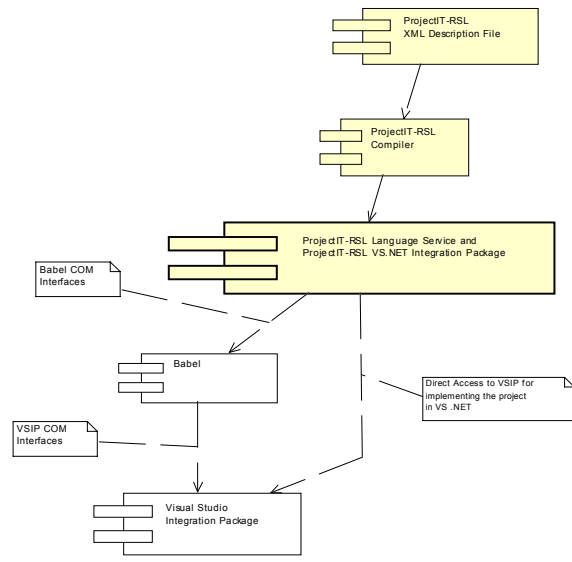 ProjectIT-RSL
XML Description File
ProjectIT-RSL
Compiler
ProjectIT-RSL Language Service and
ProjectIT-RSL VS.NET Integration Package
Babel COM
Interfaces
Babel
Direct Access to VSIP for
implementing the project
in VS .NET
VSIP COM
Interfaces
Visual Studio
Integration Package